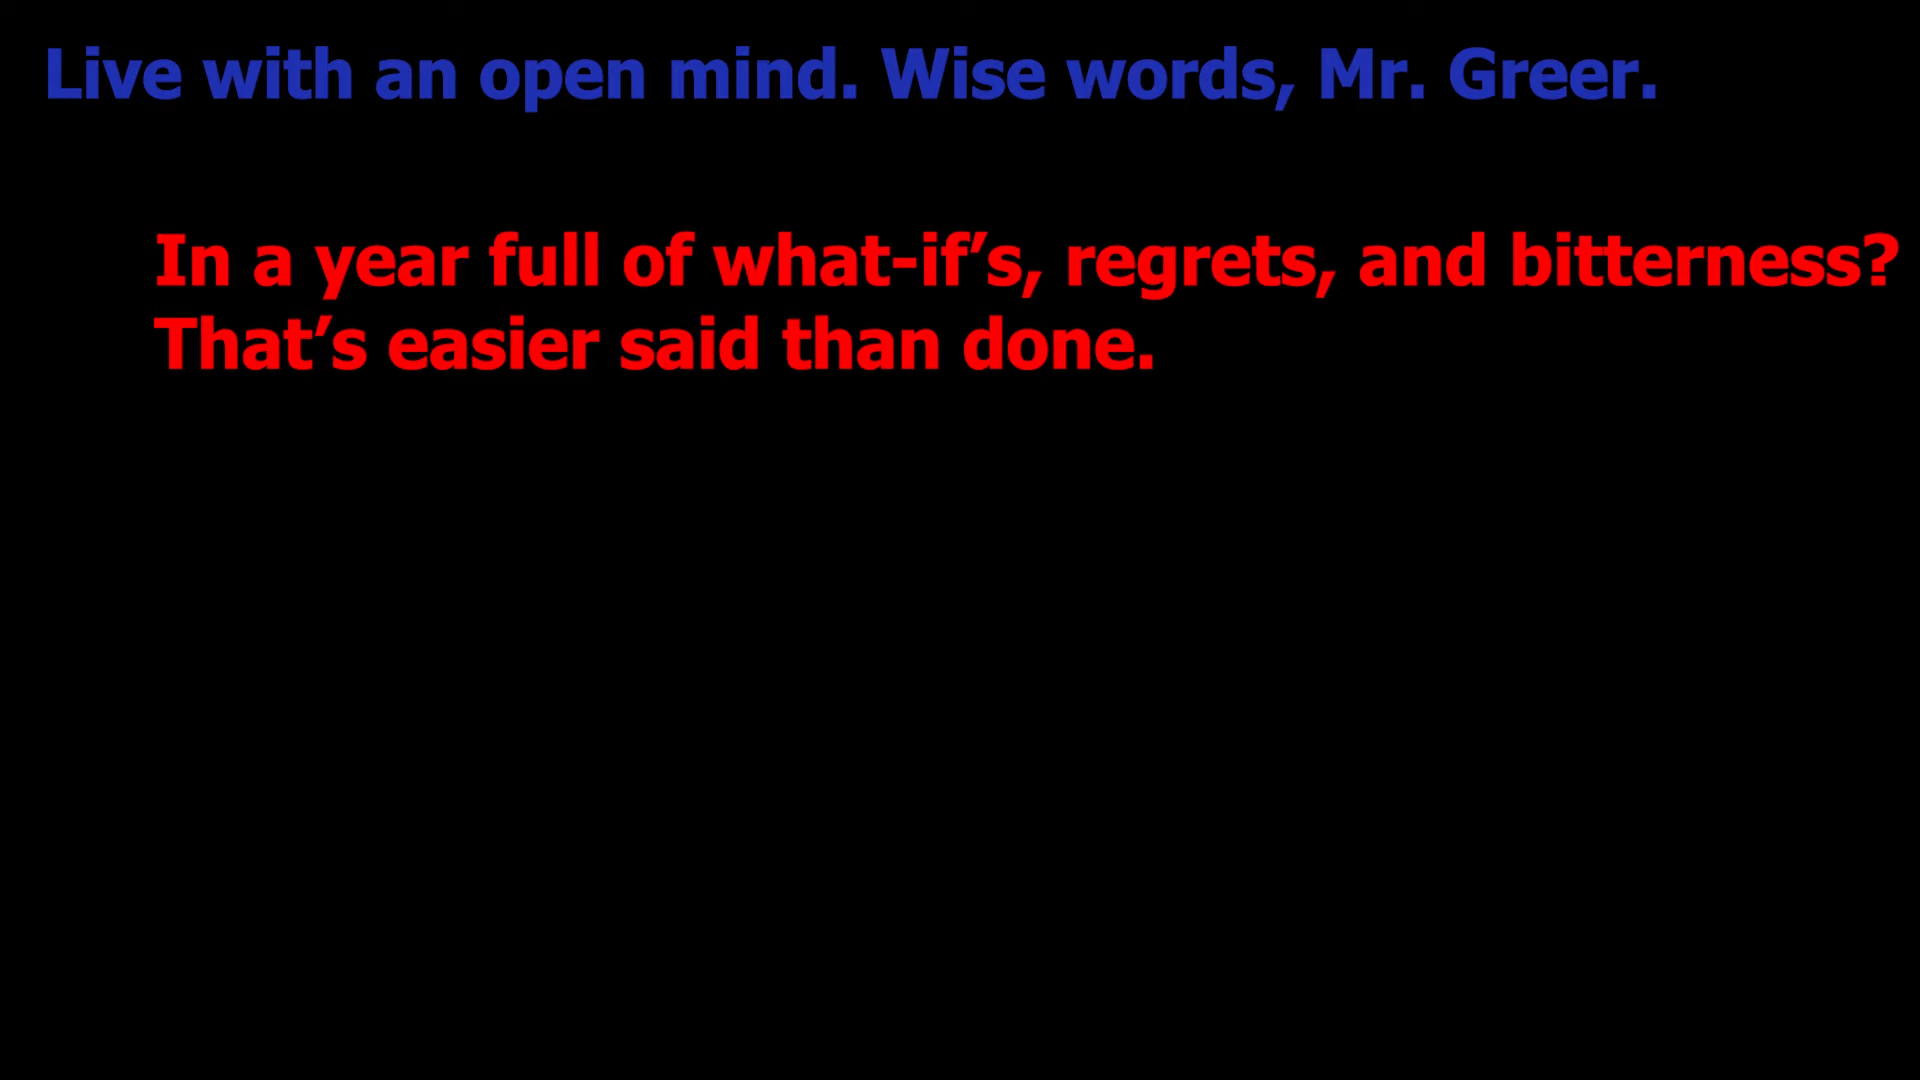 Live with an open mind. Wise words, Mr. Greer.
In a year full of what-if’s, regrets, and bitterness?
That’s easier said than done.